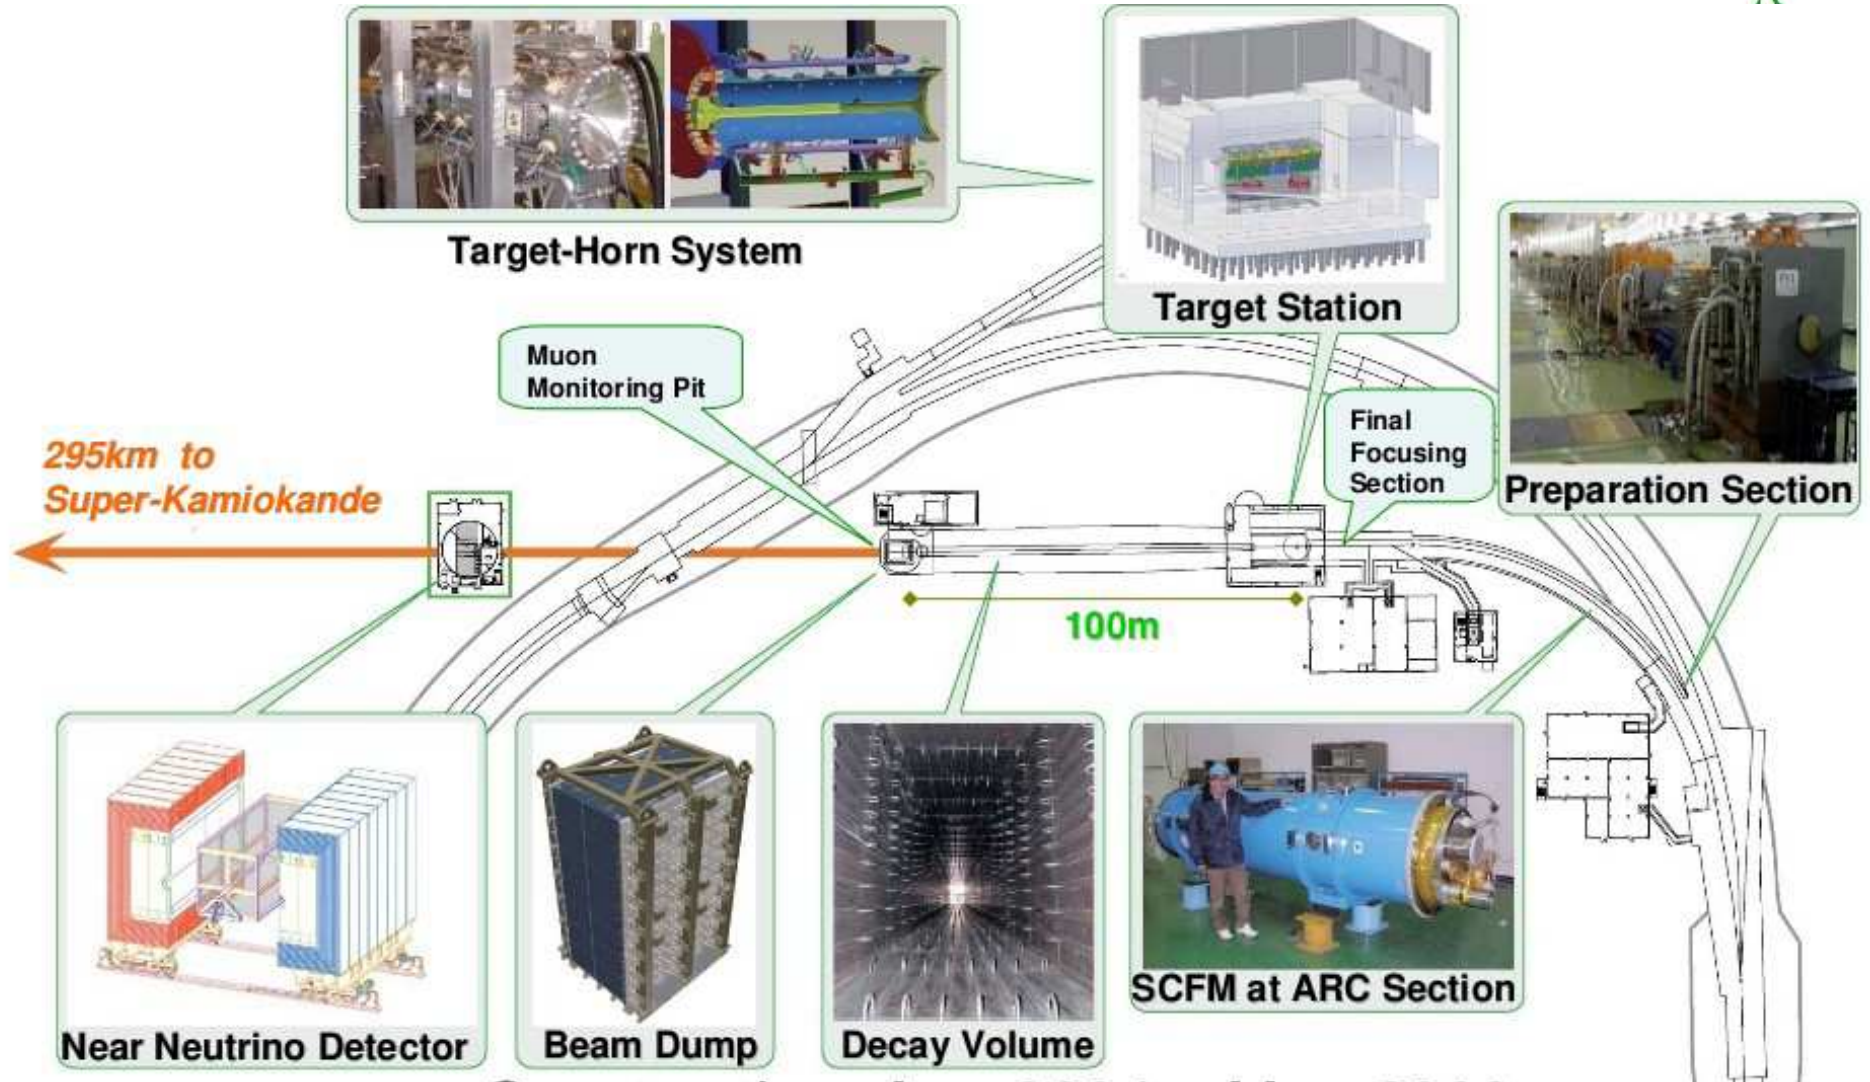 Target-Horn System
Target Station
Muon
Monitoring Pit
Final
Focusing
Section
Preparation Section
295km to
Super-Kamiokande
100m
Near Neutrino Detector
Beam Dump
Decay Volume
SCFM at ARC Section